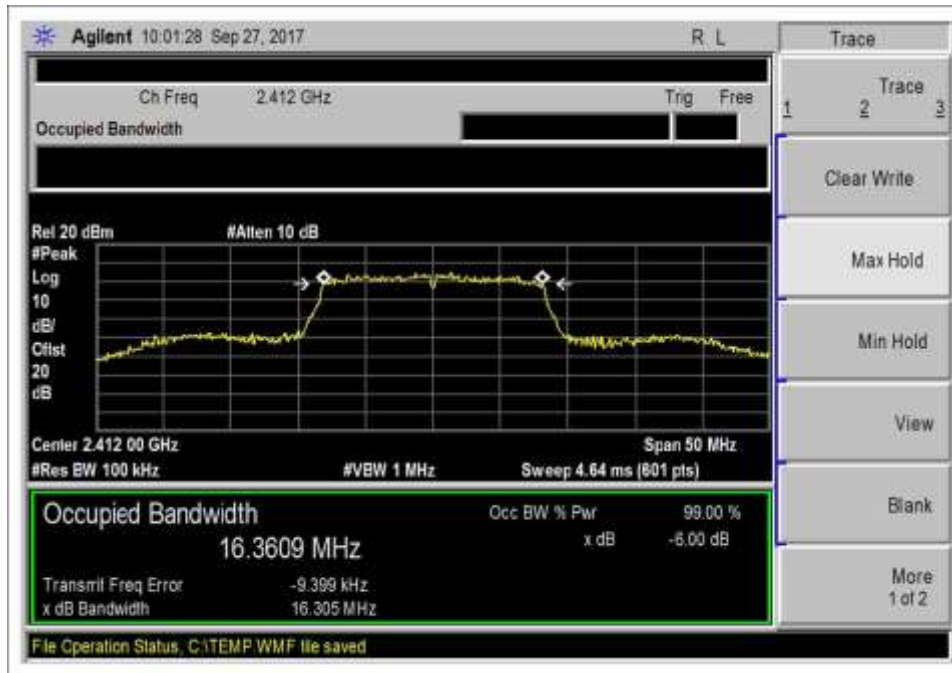 Agilent 10:01:28 Sep 27, 2017 R L
Trace
Ch Freq 2.412 GHz Trig Free
Occupied Bandwidth
Trace
1 2 3
Clear Write
Max Hold
Min Hold
View
Blank
More
1 of 2
Ref 20 dBm #Atten 10 dB
#Peak
Log
10
dB/
Offst
20
dB
Center 2.412 00 GHz Span 50 MHz
#Res BW 100 kHz #VBW 1 MHz Sweep 4.64 ms (601 pts)
Occupied Bandwidth Occ BW % Pwr 99.00 %
16.3609 MHz x dB -6.00 dB
Transmit Freq Error -9.399 kHz
x dB Bandwidth 16.305 MHz
File Operation Status, C:\TEMP.WMF file saved